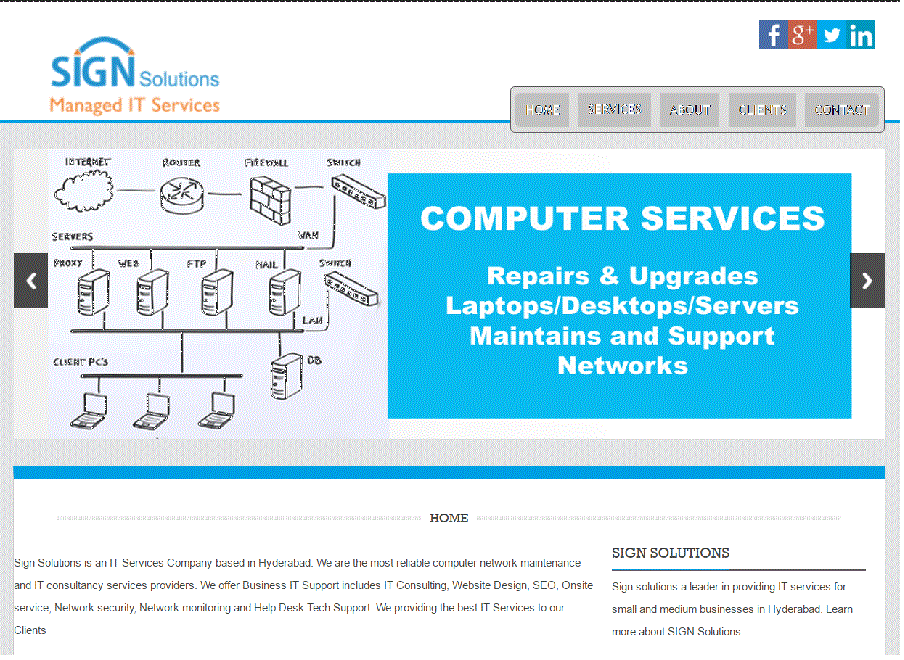 f g+ in
SIGN Solutions
Managed IT Services
HOME SERVICES ABOUT CLIENTS CONTACT
INTERNET ROUTER FIREWALL SWITCH
SERVERS WAN
PROXY WEB FTP MAIL SWITCH
LAN
CLIENT PC'S DB
COMPUTER SERVICES
Repairs & Upgrades
Laptops/Desktops/Servers
Maintains and Support
Networks
HOME
Sign Solutions is an IT Services Company based in Hyderabad. We are the most reliable computer network maintenance
and IT consultancy services providers. We offer Business IT Support includes IT Consulting, Website Design, SEO, Onsite
service, Network security, Network monitoring and Help Desk Tech Support. We providing the best IT Services to our
Clients
SIGN SOLUTIONS
Sign solutions a leader in providing IT services for
small and medium businesses in Hyderabad. Learn
more about SIGN Solutions